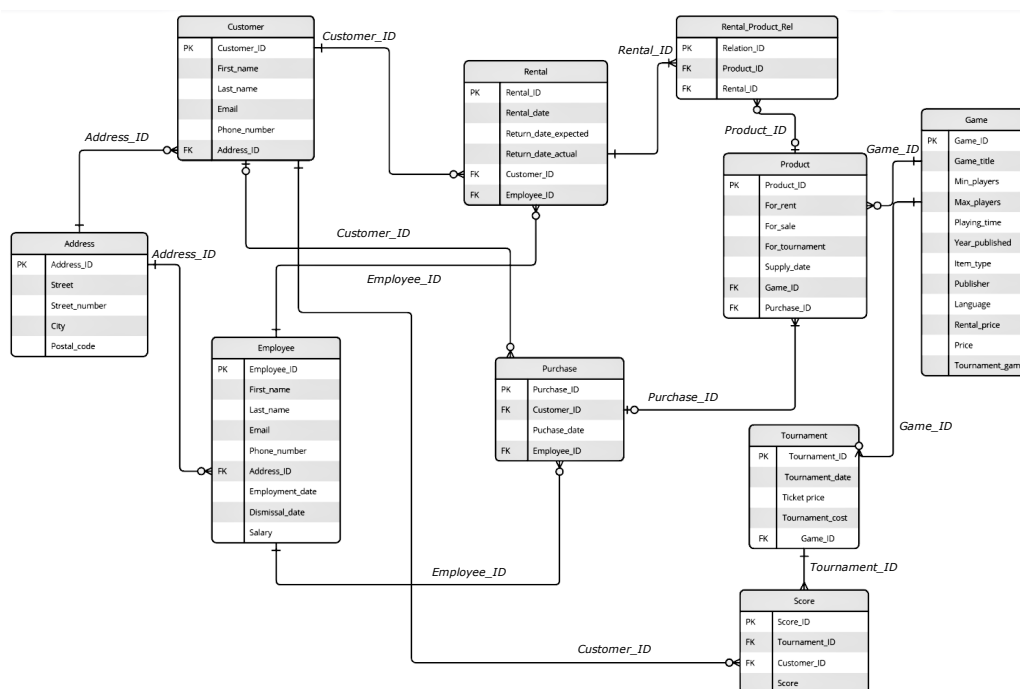 Customer
PK Customer_ID
First_name
Last_name
Email
Phone_number
FK Address_ID
Customer_ID
Rental_Product_Rel
PK Relation_ID
FK Product_ID
FK Rental_ID
Rental_ID
Rental
PK Rental_ID
Rental_date
Return_date_expected
Return_date_actual
FK Customer_ID
FK Employee_ID
Product_ID
Game_ID
Game
PK Game_ID
Game_title
Min_players
Max_players
Playing_time
Year_published
Item_type
Publisher
Language
Rental_price
Price
Tournament_gam
Address_ID
Product
PK Product_ID
For_rent
For_sale
For_tournament
Supply_date
FK Game_ID
FK Purchase_ID
Address
PK Address_ID
Street
Street_number
City
Postal_code
Address_ID
Customer_ID
Employee_ID
Employee
PK Employee_ID
First_name
Last_name
Email
Phone_number
FK Address_ID
Employment_date
Dismissal_date
Salary
Purchase
PK Purchase_ID
FK Customer_ID
Puchase_date
FK Employee_ID
Purchase_ID
Game_ID
Tournament
PK Tournament_ID
Tournament_date
Ticket price
Tournament_cost
FK Game_ID
Employee_ID
Tournament_ID
Score
PK Score_ID
FK Tournament_ID
FK Customer_ID
Score
Customer_ID